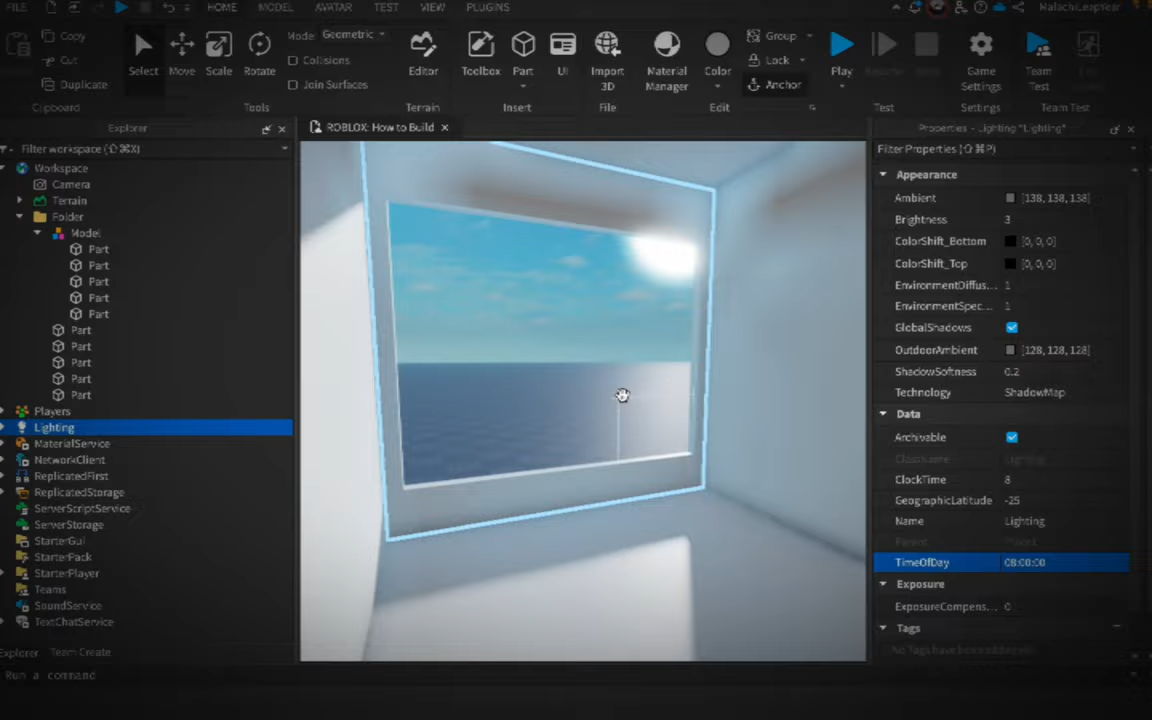 FILE HOME MODEL AVATAR TEST VIEW PLUGINS MalachiLeapYear
Copy
Cut
Duplicate
Clipboard
Select Move Scale Rotate
Mode: Geometric
Collisions
Join Surfaces
Tools
Editor
Terrain
Toolbox Part UI
Insert
Import
3D
File
Material
Manager
Color
Group
Lock
Anchor
Edit
Play
Test
Game
Settings
Settings
Team
Test
Team Test
Explorer
Filter workspace (⇧⌘X)
Workspace
Camera
Terrain
Folder
Model
Part
Part
Part
Part
Part
Part
Part
Part
Part
Part
Players
Lighting
MaterialService
NetworkClient
ReplicatedFirst
ReplicatedStorage
ServerScriptService
ServerStorage
StarterGui
StarterPack
StarterPlayer
Teams
SoundService
TextChatService
Explorer Team Create
Run a command
ROBLOX: How to Build
Properties - Lighting "Lighting"
Filter Properties (⇧⌘P)
Appearance
Ambient [138, 138, 138]
Brightness 3
ColorShift_Bottom [0, 0, 0]
ColorShift_Top [0, 0, 0]
EnvironmentDiffus... 1
EnvironmentSpec... 1
GlobalShadows
OutdoorAmbient [128, 128, 128]
ShadowSoftness 0.2
Technology ShadowMap
Data
Archivable
ClassName Lighting
ClockTime 8
GeographicLatitude -25
Name Lighting
Parent
TimeOfDay 08:00:00
Exposure
ExposureCompens... 0
Tags